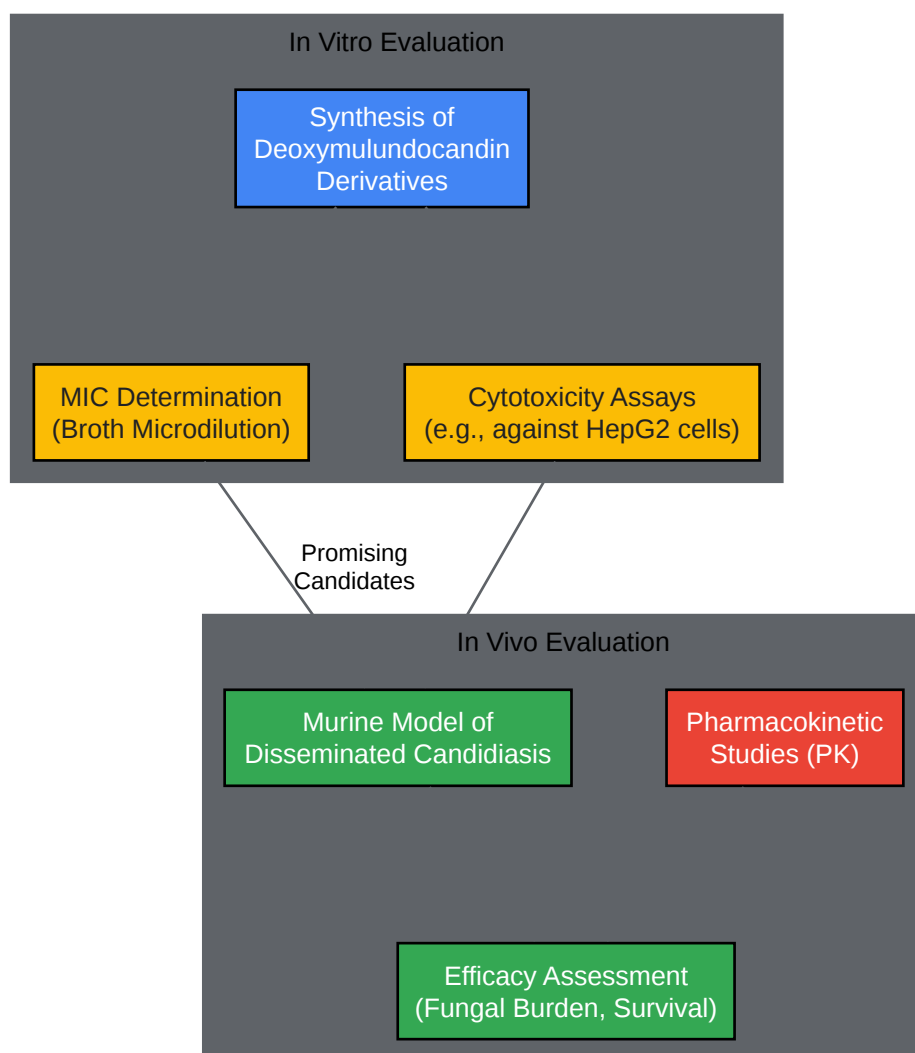 In Vitro Evaluation
Synthesis of
Deoxymulundocandin
Derivatives
MIC Determination
(Broth Microdilution)
Cytotoxicity Assays
(e.g., against HepG2 cells)
Promising
Candidates
In Vivo Evaluation
Murine Model of
Disseminated Candidiasis
Pharmacokinetic
Studies (PK)
Efficacy Assessment
(Fungal Burden, Survival)